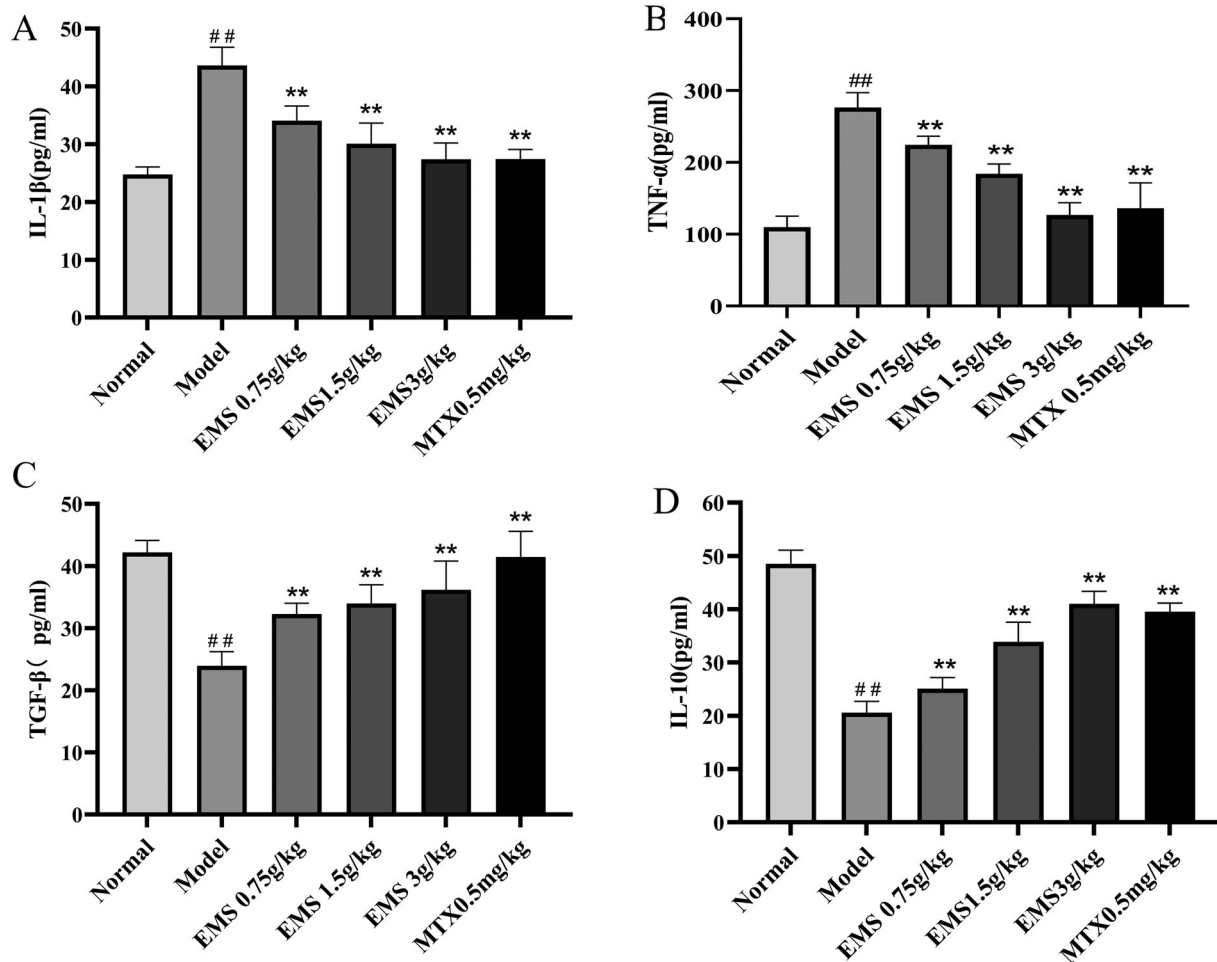 A
IL-1β(pg/ml)
50
40
30
20
10
0
##
**
**
**
**
Normal
Model
EMS 0.75g/kg
EMS1.5g/kg
EMS3g/kg
MTX0.5mg/kg
B
TNF-α(pg/ml)
400
300
200
100
0
##
**
**
**
**
Normal
Model
EMS 0.75g/kg
EMS 1.5g/kg
EMS 3g/kg
MTX 0.5mg/kg
C
TGF-β( pg/ml)
50
40
30
20
10
0
##
**
**
**
**
Normal
Model
EMS 0.75g/kg
EMS 1.5g/kg
EMS 3g/kg
MTX0.5mg/kg
D
IL-10(pg/ml)
60
50
40
30
20
10
0
##
**
**
**
**
Normal
Model
EMS 0.75g/kg
EMS1.5g/kg
EMS3g/kg
MTX0.5mg/kg